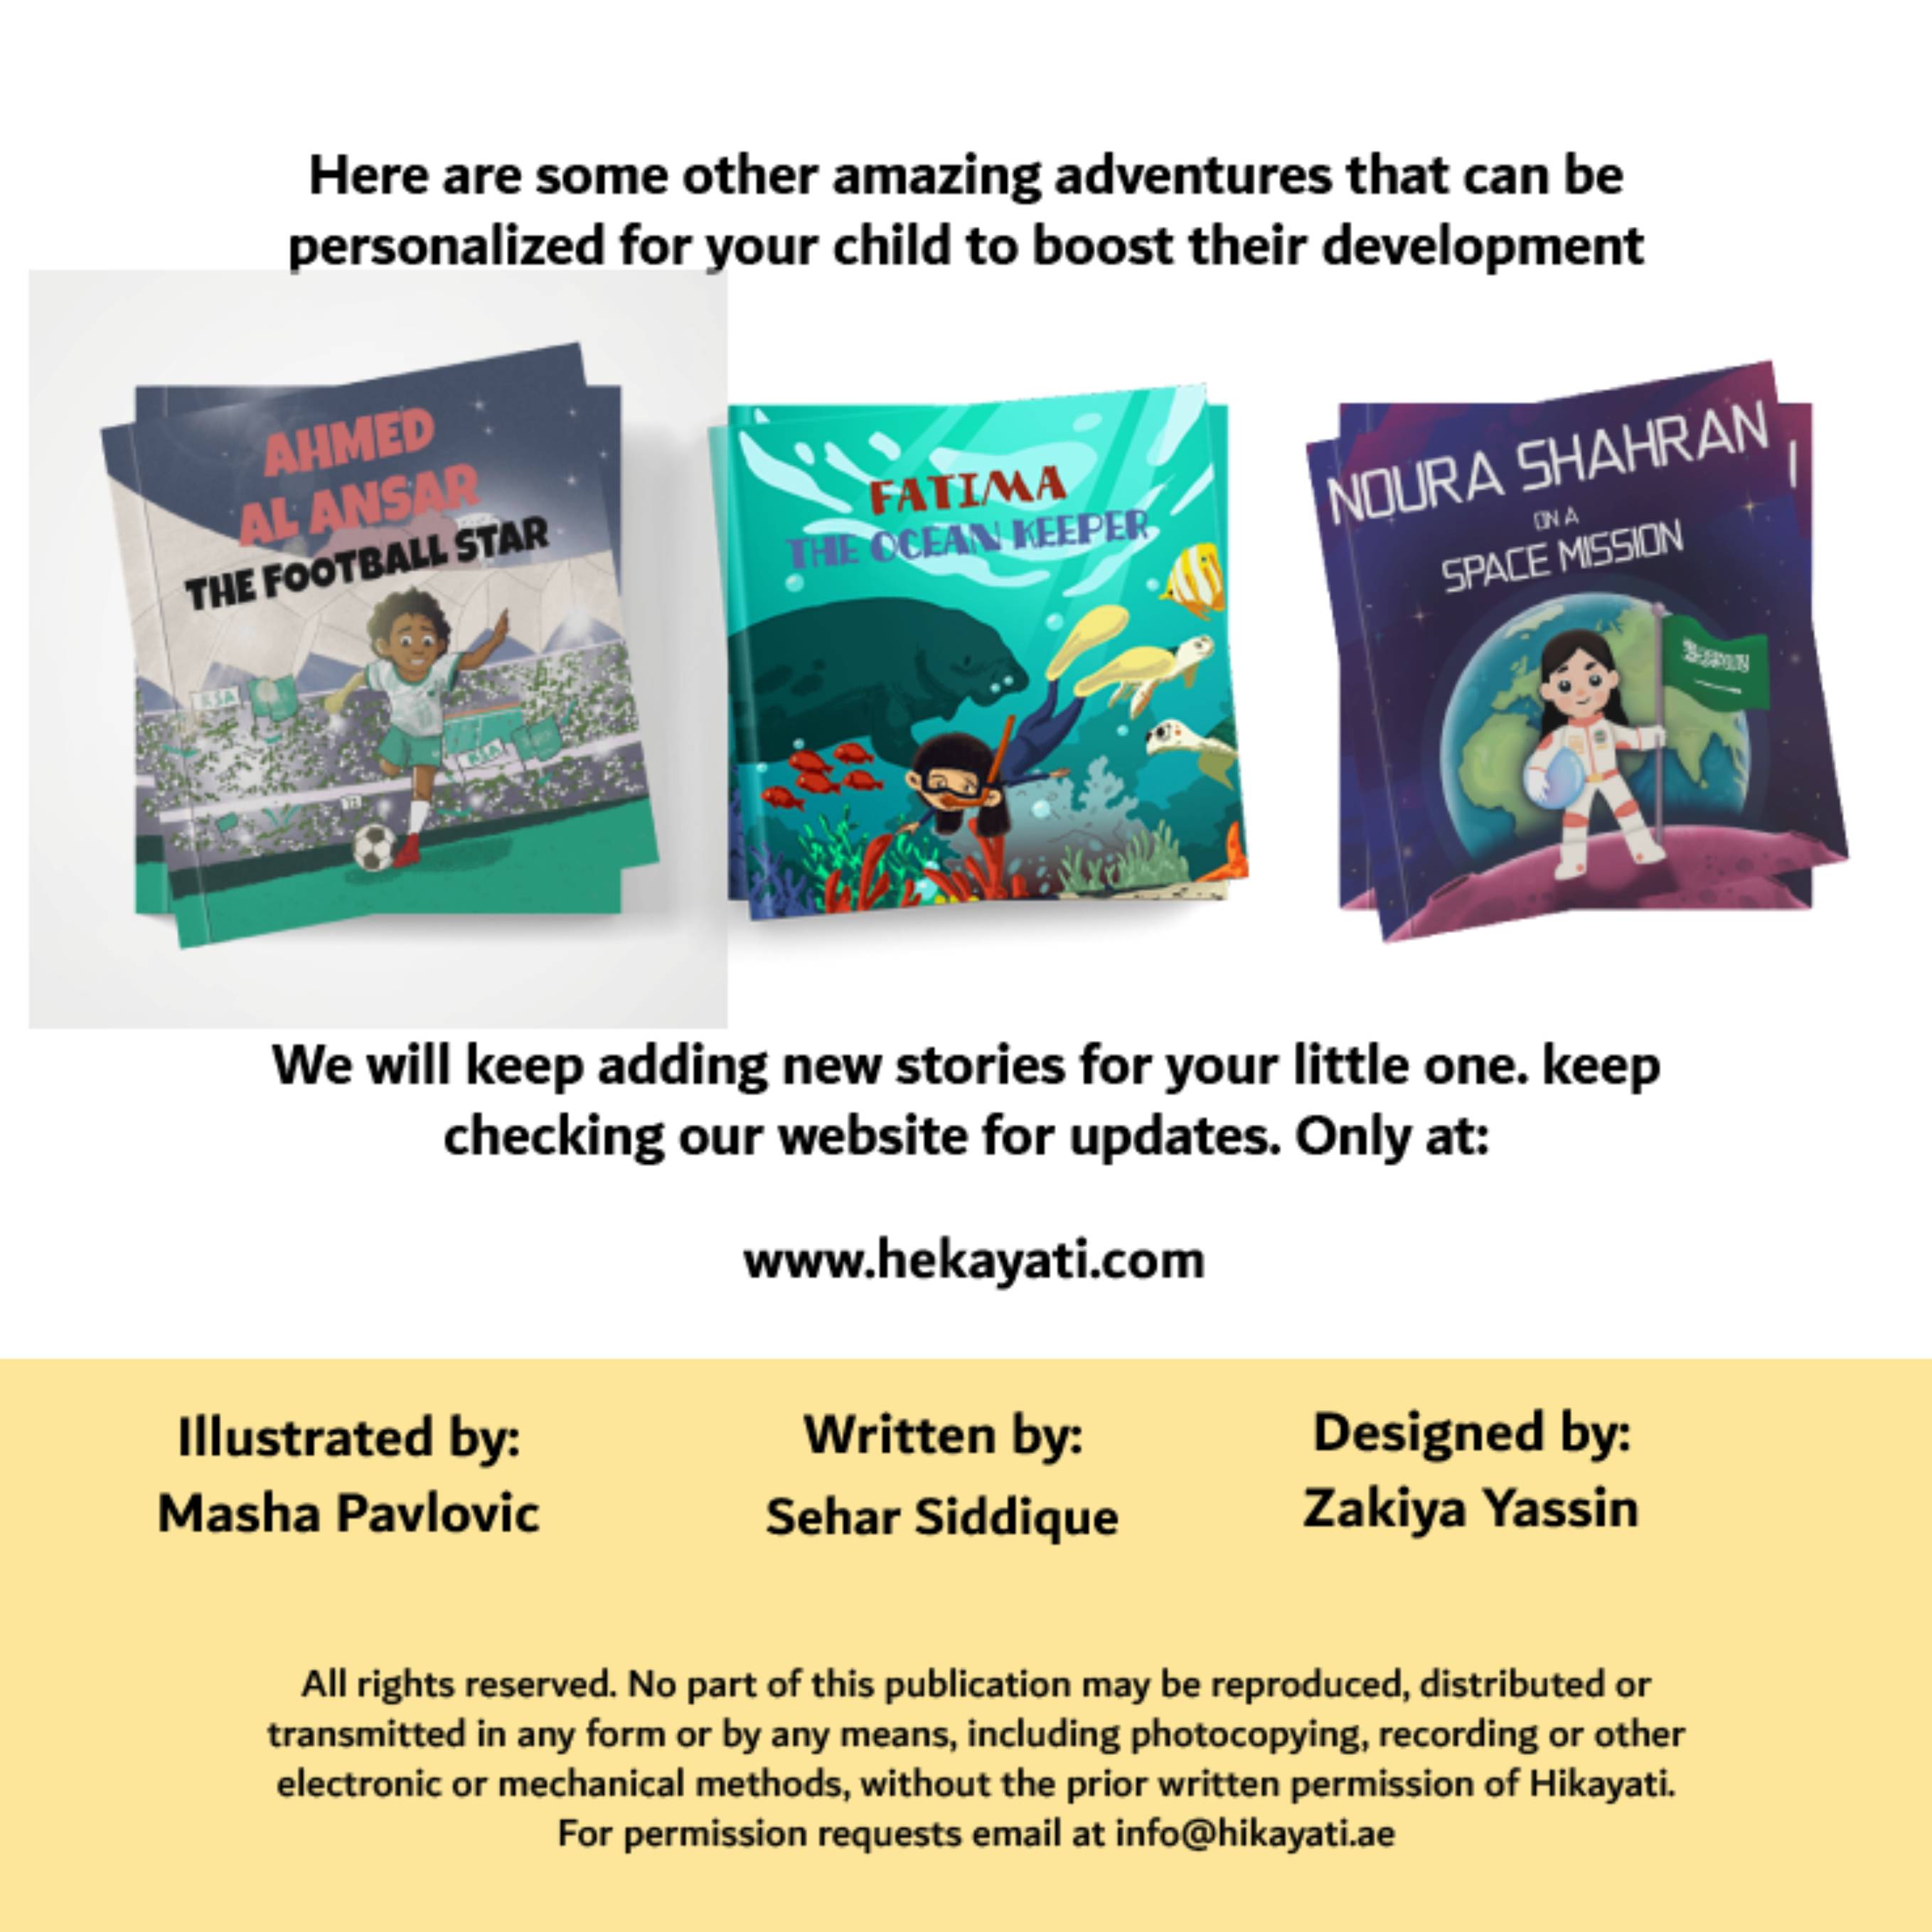 Here are some other amazing adventures that can be
personalized for your child to boost their development
AHMED
AL ANSAR
THE FOOTBALL STAR
KSA
KSA
FATIMA
THE OCEAN KEEPER
NOURA SHAHRAN
ON A
SPACE MISSION
We will keep adding new stories for your little one. keep
checking our website for updates. Only at:
www.hekayati.com
Illustrated by:
Masha Pavlovic
Written by:
Sehar Siddique
Designed by:
Zakiya Yassin
All rights reserved. No part of this publication may be reproduced, distributed or
transmitted in any form or by any means, including photocopying, recording or other
electronic or mechanical methods, without the prior written permission of Hikayati.
For permission requests email at info@hikayati.ae